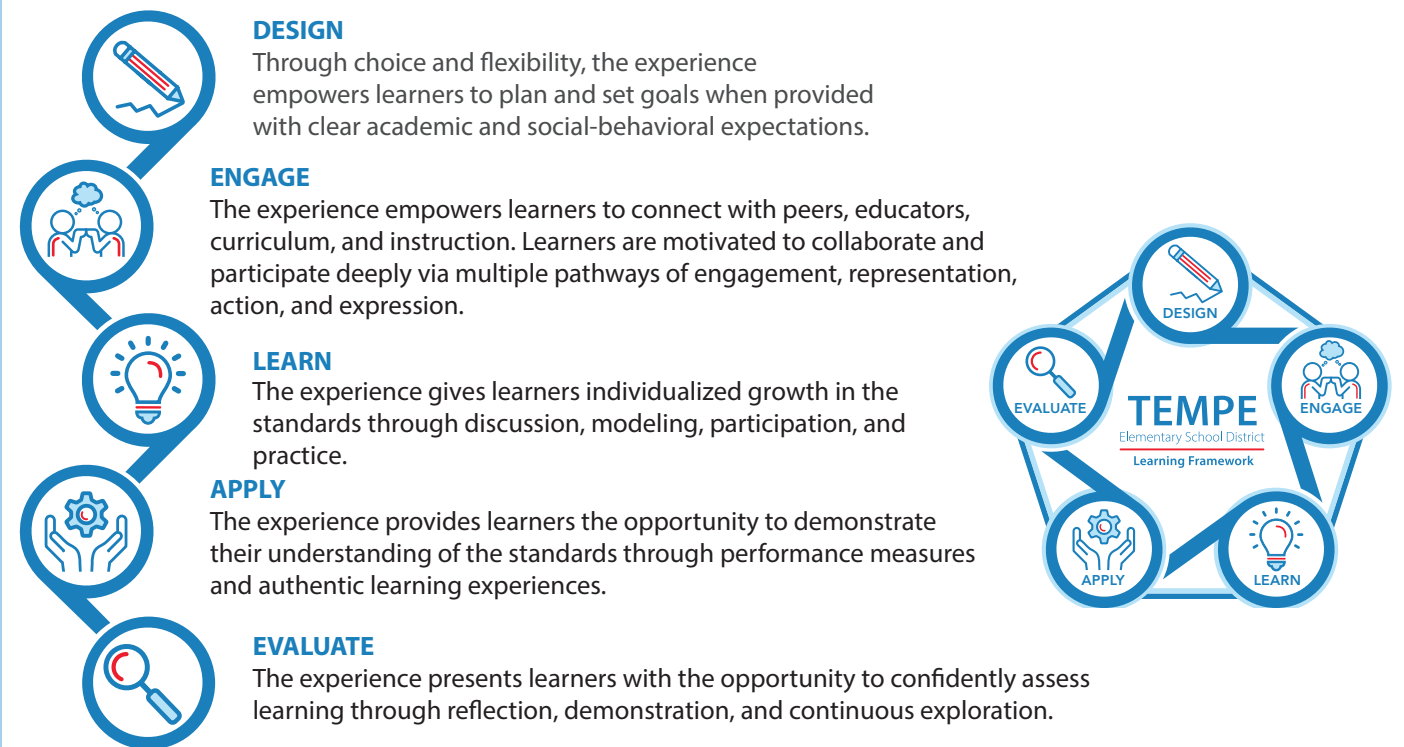 DESIGN
Through choice and flexibility, the experience
empowers learners to plan and set goals when provided
with clear academic and social-behavioral expectations.
ENGAGE
The experience empowers learners to connect with peers, educators,
curriculum, and instruction. Learners are motivated to collaborate and
participate deeply via multiple pathways of engagement, representation,
action, and expression.
LEARN
The experience gives learners individualized growth in the
standards through discussion, modeling, participation, and
practice.
APPLY
The experience provides learners the opportunity to demonstrate
their understanding of the standards through performance measures
and authentic learning experiences.
EVALUATE
The experience presents learners with the opportunity to confidently assess
learning through reflection, demonstration, and continuous exploration.
DESIGN
ENGAGE
LEARN
APPLY
EVALUATE
TEMPE
Elementary School District
Learning Framework